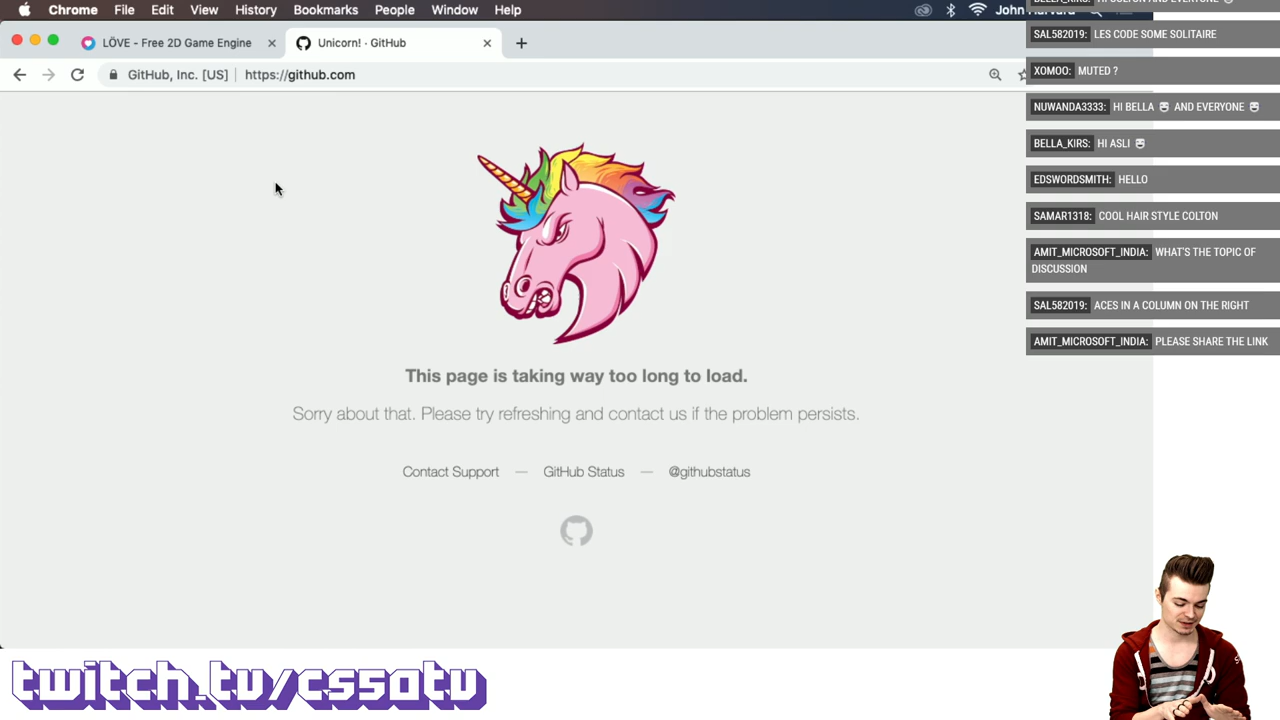 Chrome File Edit View History Bookmarks People Window Help
LÖVE - Free 2D Game Engine
Unicorn! · GitHub
GitHub, Inc. [US] https://github.com
This page is taking way too long to load.
Sorry about that. Please try refreshing and contact us if the problem persists.
Contact Support — GitHub Status — @githubstatus
SAL582019: LES CODE SOME SOLITAIRE
XOMOO: MUTED ?
NUWANDA3333: HI BELLA AND EVERYONE
BELLA_KIRS: HI ASLI
EDSWORDSMITH: HELLO
SAMAR1318: COOL HAIR STYLE COLTON
AMIT_MICROSOFT_INDIA: WHAT'S THE TOPIC OF
DISCUSSION
SAL582019: ACES IN A COLUMN ON THE RIGHT
AMIT_MICROSOFT_INDIA: PLEASE SHARE THE LINK
twitch.tv/cs50tv